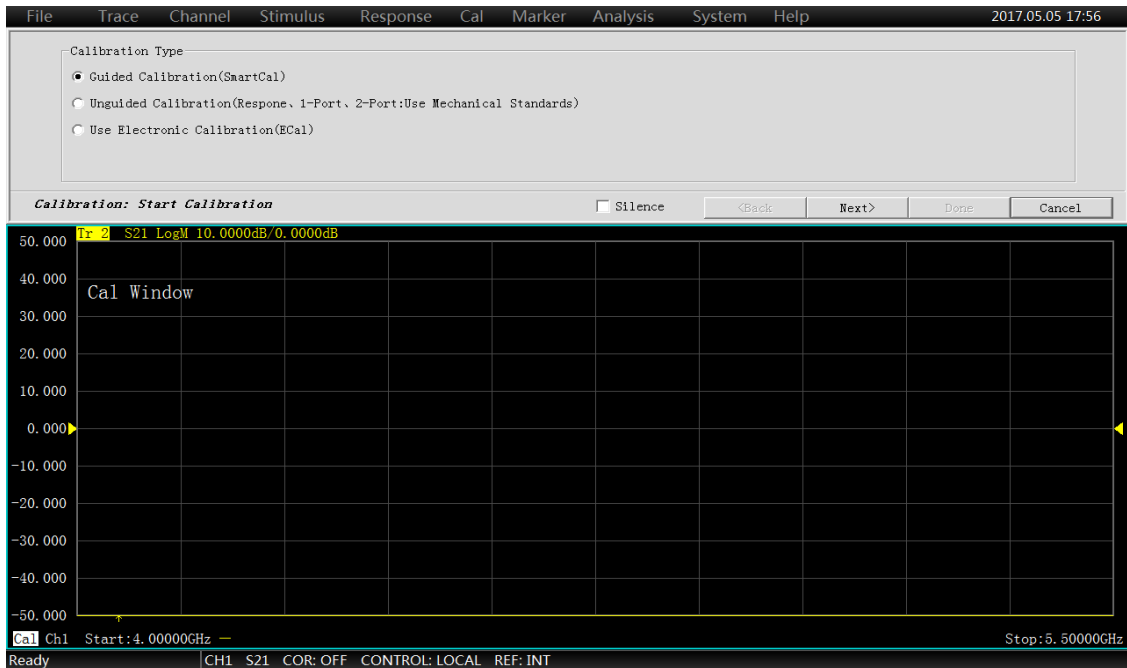 File Trace Channel Stimulus Response Cal Marker Analysis System Help 2017.05.05 17:56
Calibration Type
Guided Calibration(SmartCal)
Unguided Calibration(Respone、1-Port、2-Port:Use Mechanical Standards)
Use Electronic Calibration(ECal)
Calibration: Start Calibration Silence <Back Next> Done Cancel
Tr 2 S21 LogM 10.0000dB/0.0000dB
50.000
40.000
Cal Window
30.000
20.000
10.000
0.000
-10.000
-20.000
-30.000
-40.000
-50.000
Cal Ch1 Start:4.00000GHz — Stop:5.50000GHz
Ready CH1 S21 COR: OFF CONTROL: LOCAL REF: INT